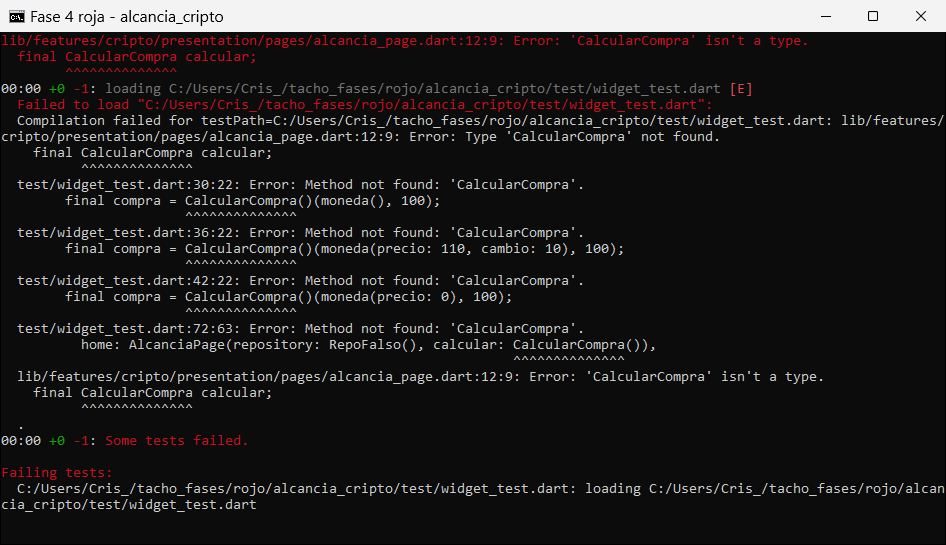 Fase 4 roja - alcancia_cripto
lib/features/cripto/presentation/pages/alcancia_page.dart:12:9: Error: 'CalcularCompra' isn't a type.
  final CalcularCompra calcular;
        ^^^^^^^^^^^^^^
00:00 +0 -1: loading C:/Users/Cris_/tacho_fases/rojo/alcancia_cripto/test/widget_test.dart [E]
  Failed to load "C:/Users/Cris_/tacho_fases/rojo/alcancia_cripto/test/widget_test.dart":
  Compilation failed for testPath=C:/Users/Cris_/tacho_fases/rojo/alcancia_cripto/test/widget_test.dart: lib/features/
cripto/presentation/pages/alcancia_page.dart:12:9: Error: Type 'CalcularCompra' not found.
    final CalcularCompra calcular;
          ^^^^^^^^^^^^^^
  test/widget_test.dart:30:22: Error: Method not found: 'CalcularCompra'.
        final compra = CalcularCompra()(moneda(), 100);
                       ^^^^^^^^^^^^^^
  test/widget_test.dart:36:22: Error: Method not found: 'CalcularCompra'.
        final compra = CalcularCompra()(moneda(precio: 110, cambio: 10), 100);
                       ^^^^^^^^^^^^^^
  test/widget_test.dart:42:22: Error: Method not found: 'CalcularCompra'.
        final compra = CalcularCompra()(moneda(precio: 0), 100);
                       ^^^^^^^^^^^^^^
  test/widget_test.dart:72:63: Error: Method not found: 'CalcularCompra'.
          home: AlcanciaPage(repository: RepoFalso(), calcular: CalcularCompra()),
                                                                ^^^^^^^^^^^^^^
  lib/features/cripto/presentation/pages/alcancia_page.dart:12:9: Error: 'CalcularCompra' isn't a type.
    final CalcularCompra calcular;
          ^^^^^^^^^^^^^^
  .
00:00 +0 -1: Some tests failed.
Failing tests:
  C:/Users/Cris_/tacho_fases/rojo/alcancia_cripto/test/widget_test.dart: loading C:/Users/Cris_/tacho_fases/rojo/alcan
cia_cripto/test/widget_test.dart